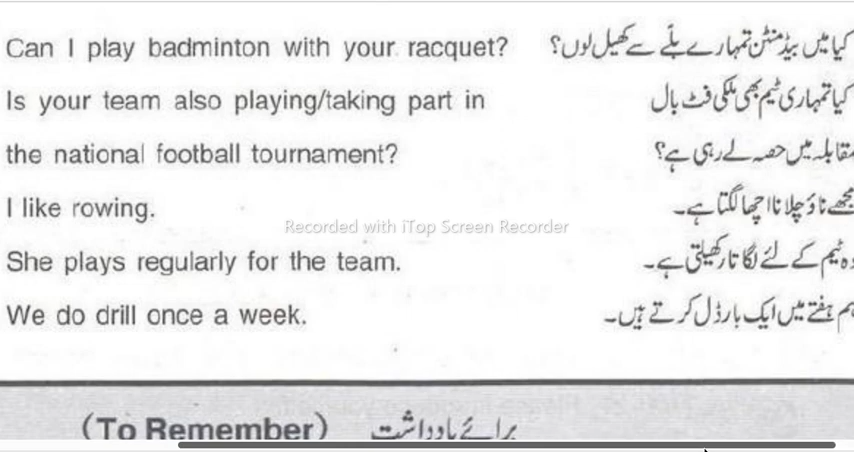 Can I play badminton with your racquet? کیا میں بیڈمنٹن تمہارے بلّے سے کھیل لوں؟
Is your team also playing/taking part in کیا تمہاری ٹیم بھی ملکی فٹ بال
the national football tournament? مقابلہ میں حصہ لے رہی ہے؟
I like rowing. مجھے ناؤ چلانا اچھا لگتا ہے۔
Recorded with iTop Screen Recorder
She plays regularly for the team. وہ ٹیم کے لئے لگاتار کھیلتی ہے۔
We do drill once a week. ہم ہفتے میں ایک بار ڈرل کرتے ہیں۔
(To Remember) برائے یادداشت